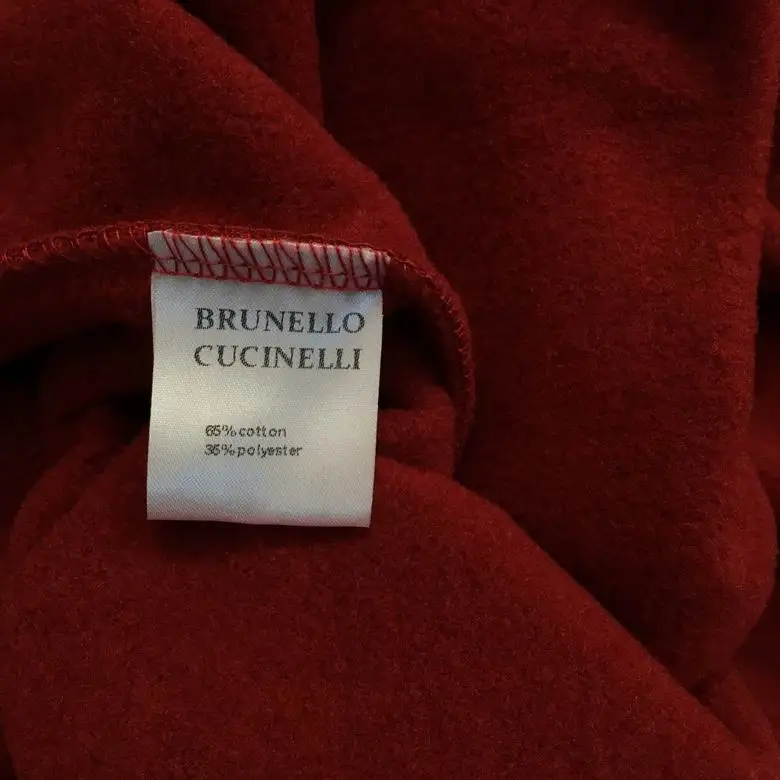 BRUNELLO
CUCINELLI
65% cotton
35% polyester